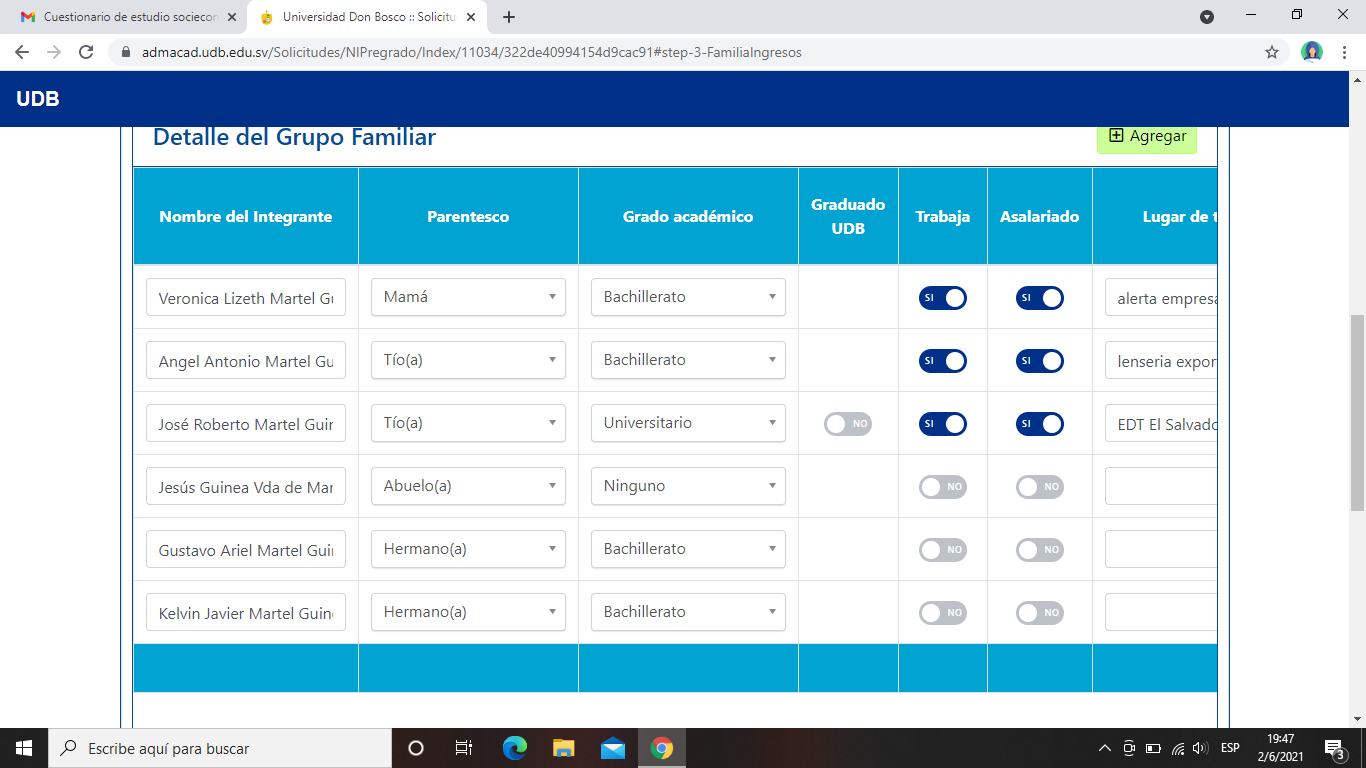 Cuestionario de estudio socioecon
Universidad Don Bosco :: Solicitu
admacad.udb.edu.sv/Solicitudes/NIPregrado/Index/11034/322de40994154d9cac91#step-3-FamiliaIngresos
UDB
Detalle del Grupo Familiar
Agregar
Nombre del Integrante Parentesco Grado académico Graduado UDB Trabaja Asalariado Lugar de t
Veronica Lizeth Martel Gu Mamá Bachillerato SI SI alerta empresa
Angel Antonio Martel Gu Tío(a) Bachillerato SI SI lenseria expor
José Roberto Martel Guin Tío(a) Universitario NO SI SI EDT El Salvado
Jesús Guinea Vda de Mar Abuelo(a) Ninguno NO NO
Gustavo Ariel Martel Guin Hermano(a) Bachillerato NO NO
Kelvin Javier Martel Guine Hermano(a) Bachillerato NO NO
Escribe aquí para buscar
ESP
19:47
2/6/2021
3